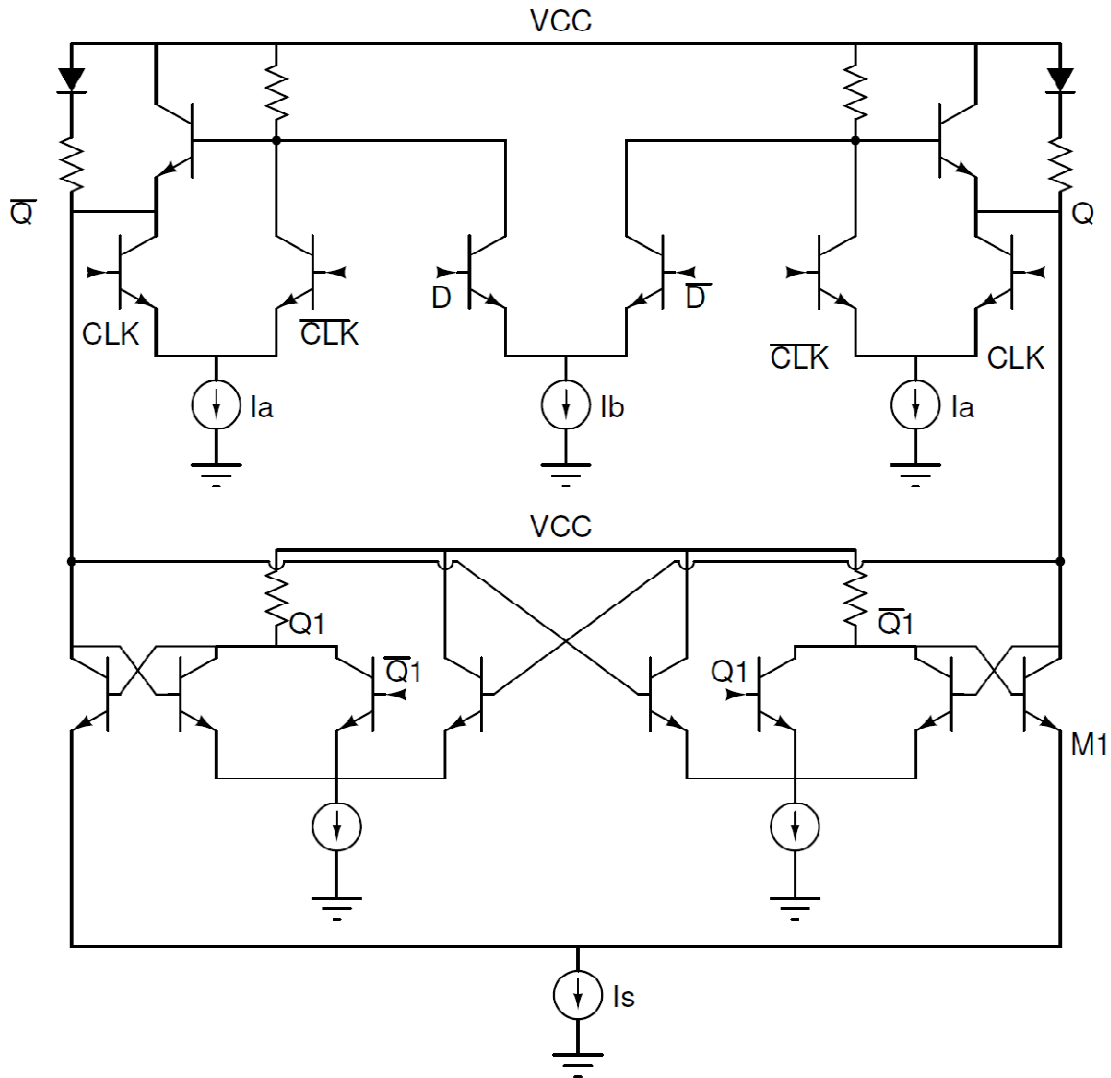 VCC
Q̅ Q
D D̅
CLK C̅L̅K̅ C̅L̅K̅ CLK
Ia Ib Ia
VCC
Q1 Q̅1
Q̅1 Q1
M1
Is